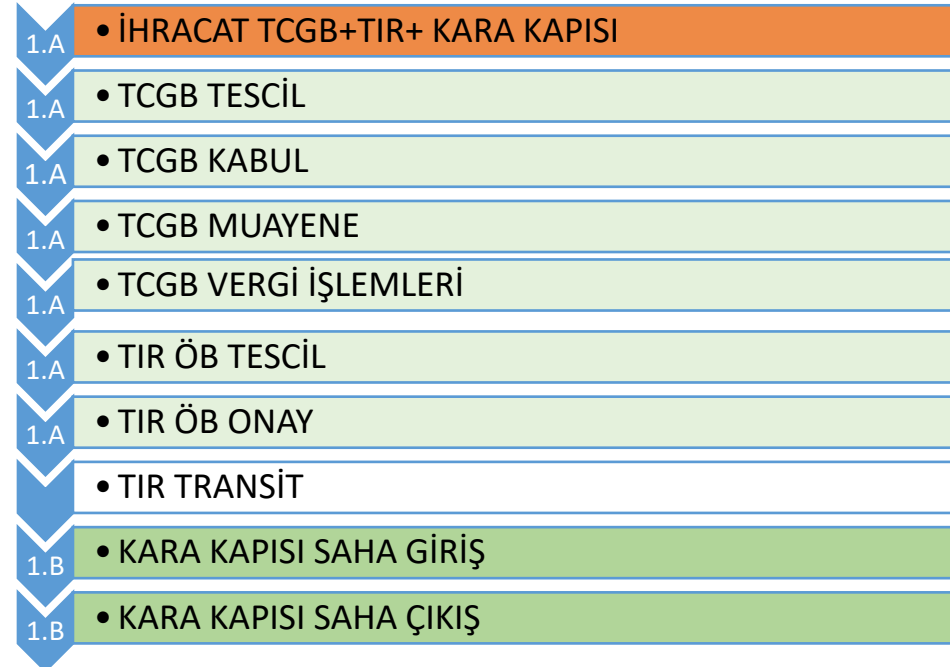 1.A • İHRACAT TCGB+TIR+ KARA KAPISI
1.A • TCGB TESCİL
1.A • TCGB KABUL
1.A • TCGB MUAYENE
1.A • TCGB VERGİ İŞLEMLERİ
1.A • TIR ÖB TESCİL
1.A • TIR ÖB ONAY
• TIR TRANSİT
1.B • KARA KAPISI SAHA GİRİŞ
1.B • KARA KAPISI SAHA ÇIKIŞ